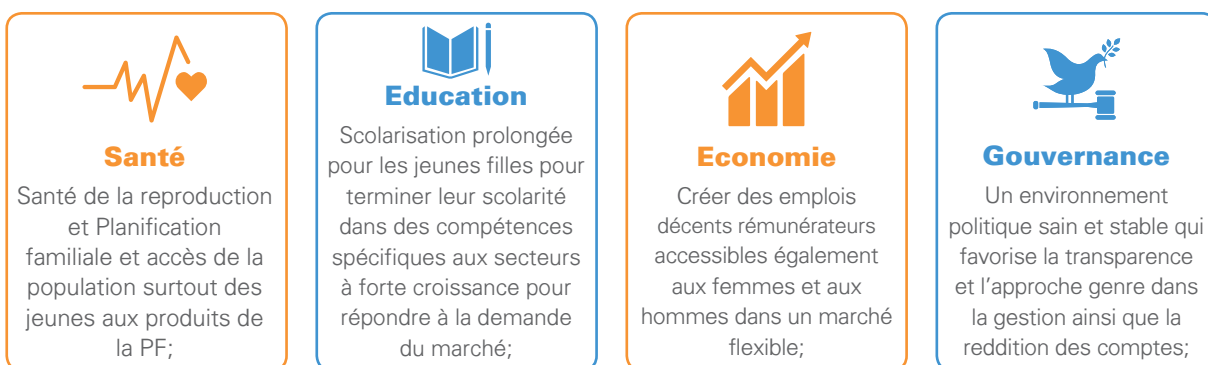 Santé
Santé de la reproduction
et Planification
familiale et accès de la
population surtout des
jeunes aux produits de
la PF;
Education
Scolarisation prolongée
pour les jeunes filles pour
terminer leur scolarité
dans des compétences
spécifiques aux secteurs
à forte croissance pour
répondre à la demande
du marché;
Economie
Créer des emplois
décents rémunérateurs
accessibles également
aux femmes et aux
hommes dans un marché
flexible;
Gouvernance
Un environnement
politique sain et stable qui
favorise la transparence
et l’approche genre dans
la gestion ainsi que la
reddition des comptes;